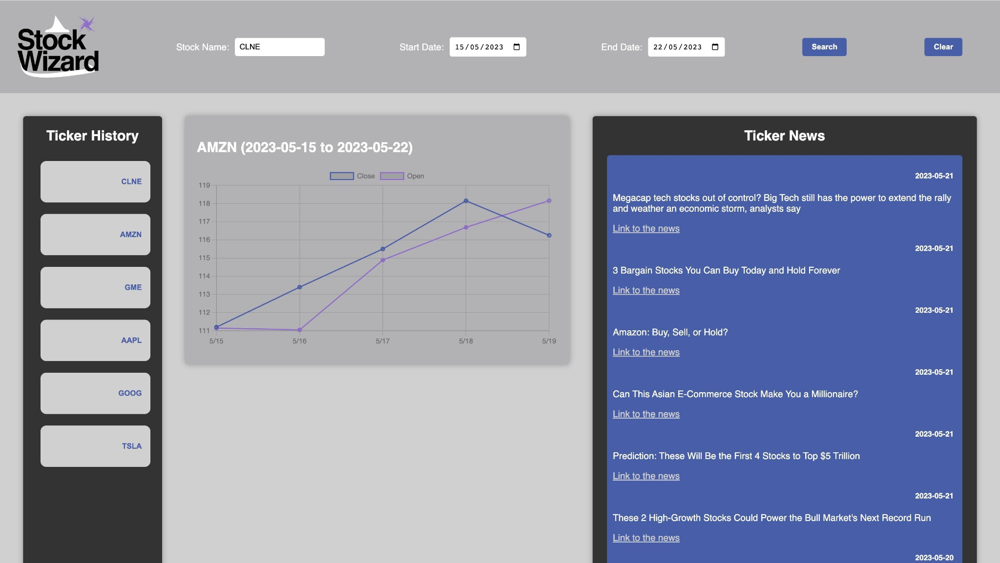 Stock
Wizard
Stock Name: CLNE
Start Date: 15/05/2023
End Date: 22/05/2023
Search
Clear
Ticker History
CLNE
AMZN
GME
AAPL
GOOG
TSLA
AMZN (2023-05-15 to 2023-05-22)
Close Open
119
118
117
116
115
114
113
112
111
5/15 5/16 5/17 5/18 5/19
Ticker News
2023-05-21
Megacap tech stocks out of control? Big Tech still has the power to extend the rally
and weather an economic storm, analysts say
Link to the news
2023-05-21
3 Bargain Stocks You Can Buy Today and Hold Forever
Link to the news
2023-05-21
Amazon: Buy, Sell, or Hold?
Link to the news
2023-05-21
Can This Asian E-Commerce Stock Make You a Millionaire?
Link to the news
2023-05-21
Prediction: These Will Be the First 4 Stocks to Top $5 Trillion
Link to the news
2023-05-21
These 2 High-Growth Stocks Could Power the Bull Market's Next Record Run
Link to the news
2023-05-20